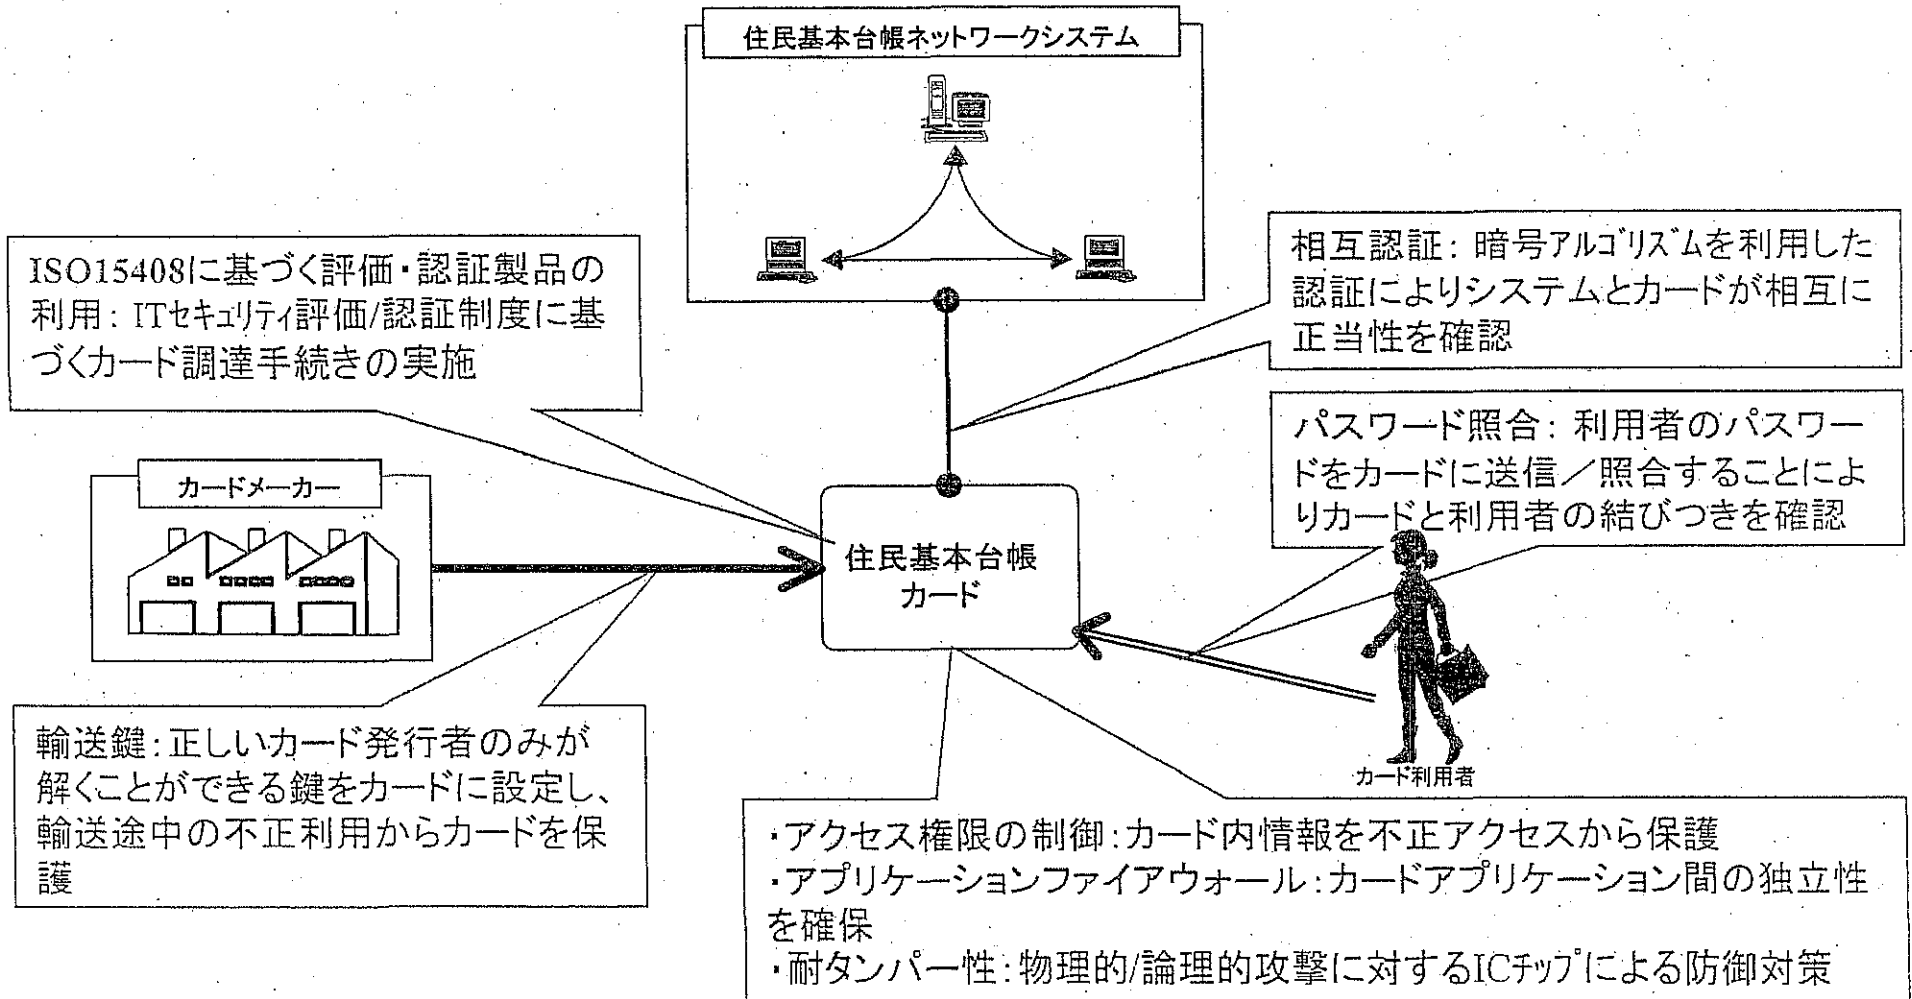 住民基本台帳ネットワークシステム
ISO15408に基づく評価・認証製品の
利用：ITセキュリティ評価/認証制度に基
づくカード調達手続きの実施
相互認証：暗号アルゴリズムを利用した
認証によりシステムとカードが相互に
正当性を確認
パスワード照合：利用者のパスワー
ドをカードに送信／照合することによ
りカードと利用者の結びつきを確認
カードメーカー
住民基本台帳
カード
カード利用者
輸送鍵：正しいカード発行者のみが
解くことができる鍵をカードに設定し、
輸送途中の不正利用からカードを保
護
・アクセス権限の制御：カード内情報を不正アクセスから保護
・アプリケーションファイアウォール：カードアプリケーション間の独立性
を確保
・耐タンパー性：物理的/論理的攻撃に対するICチップによる防御対策